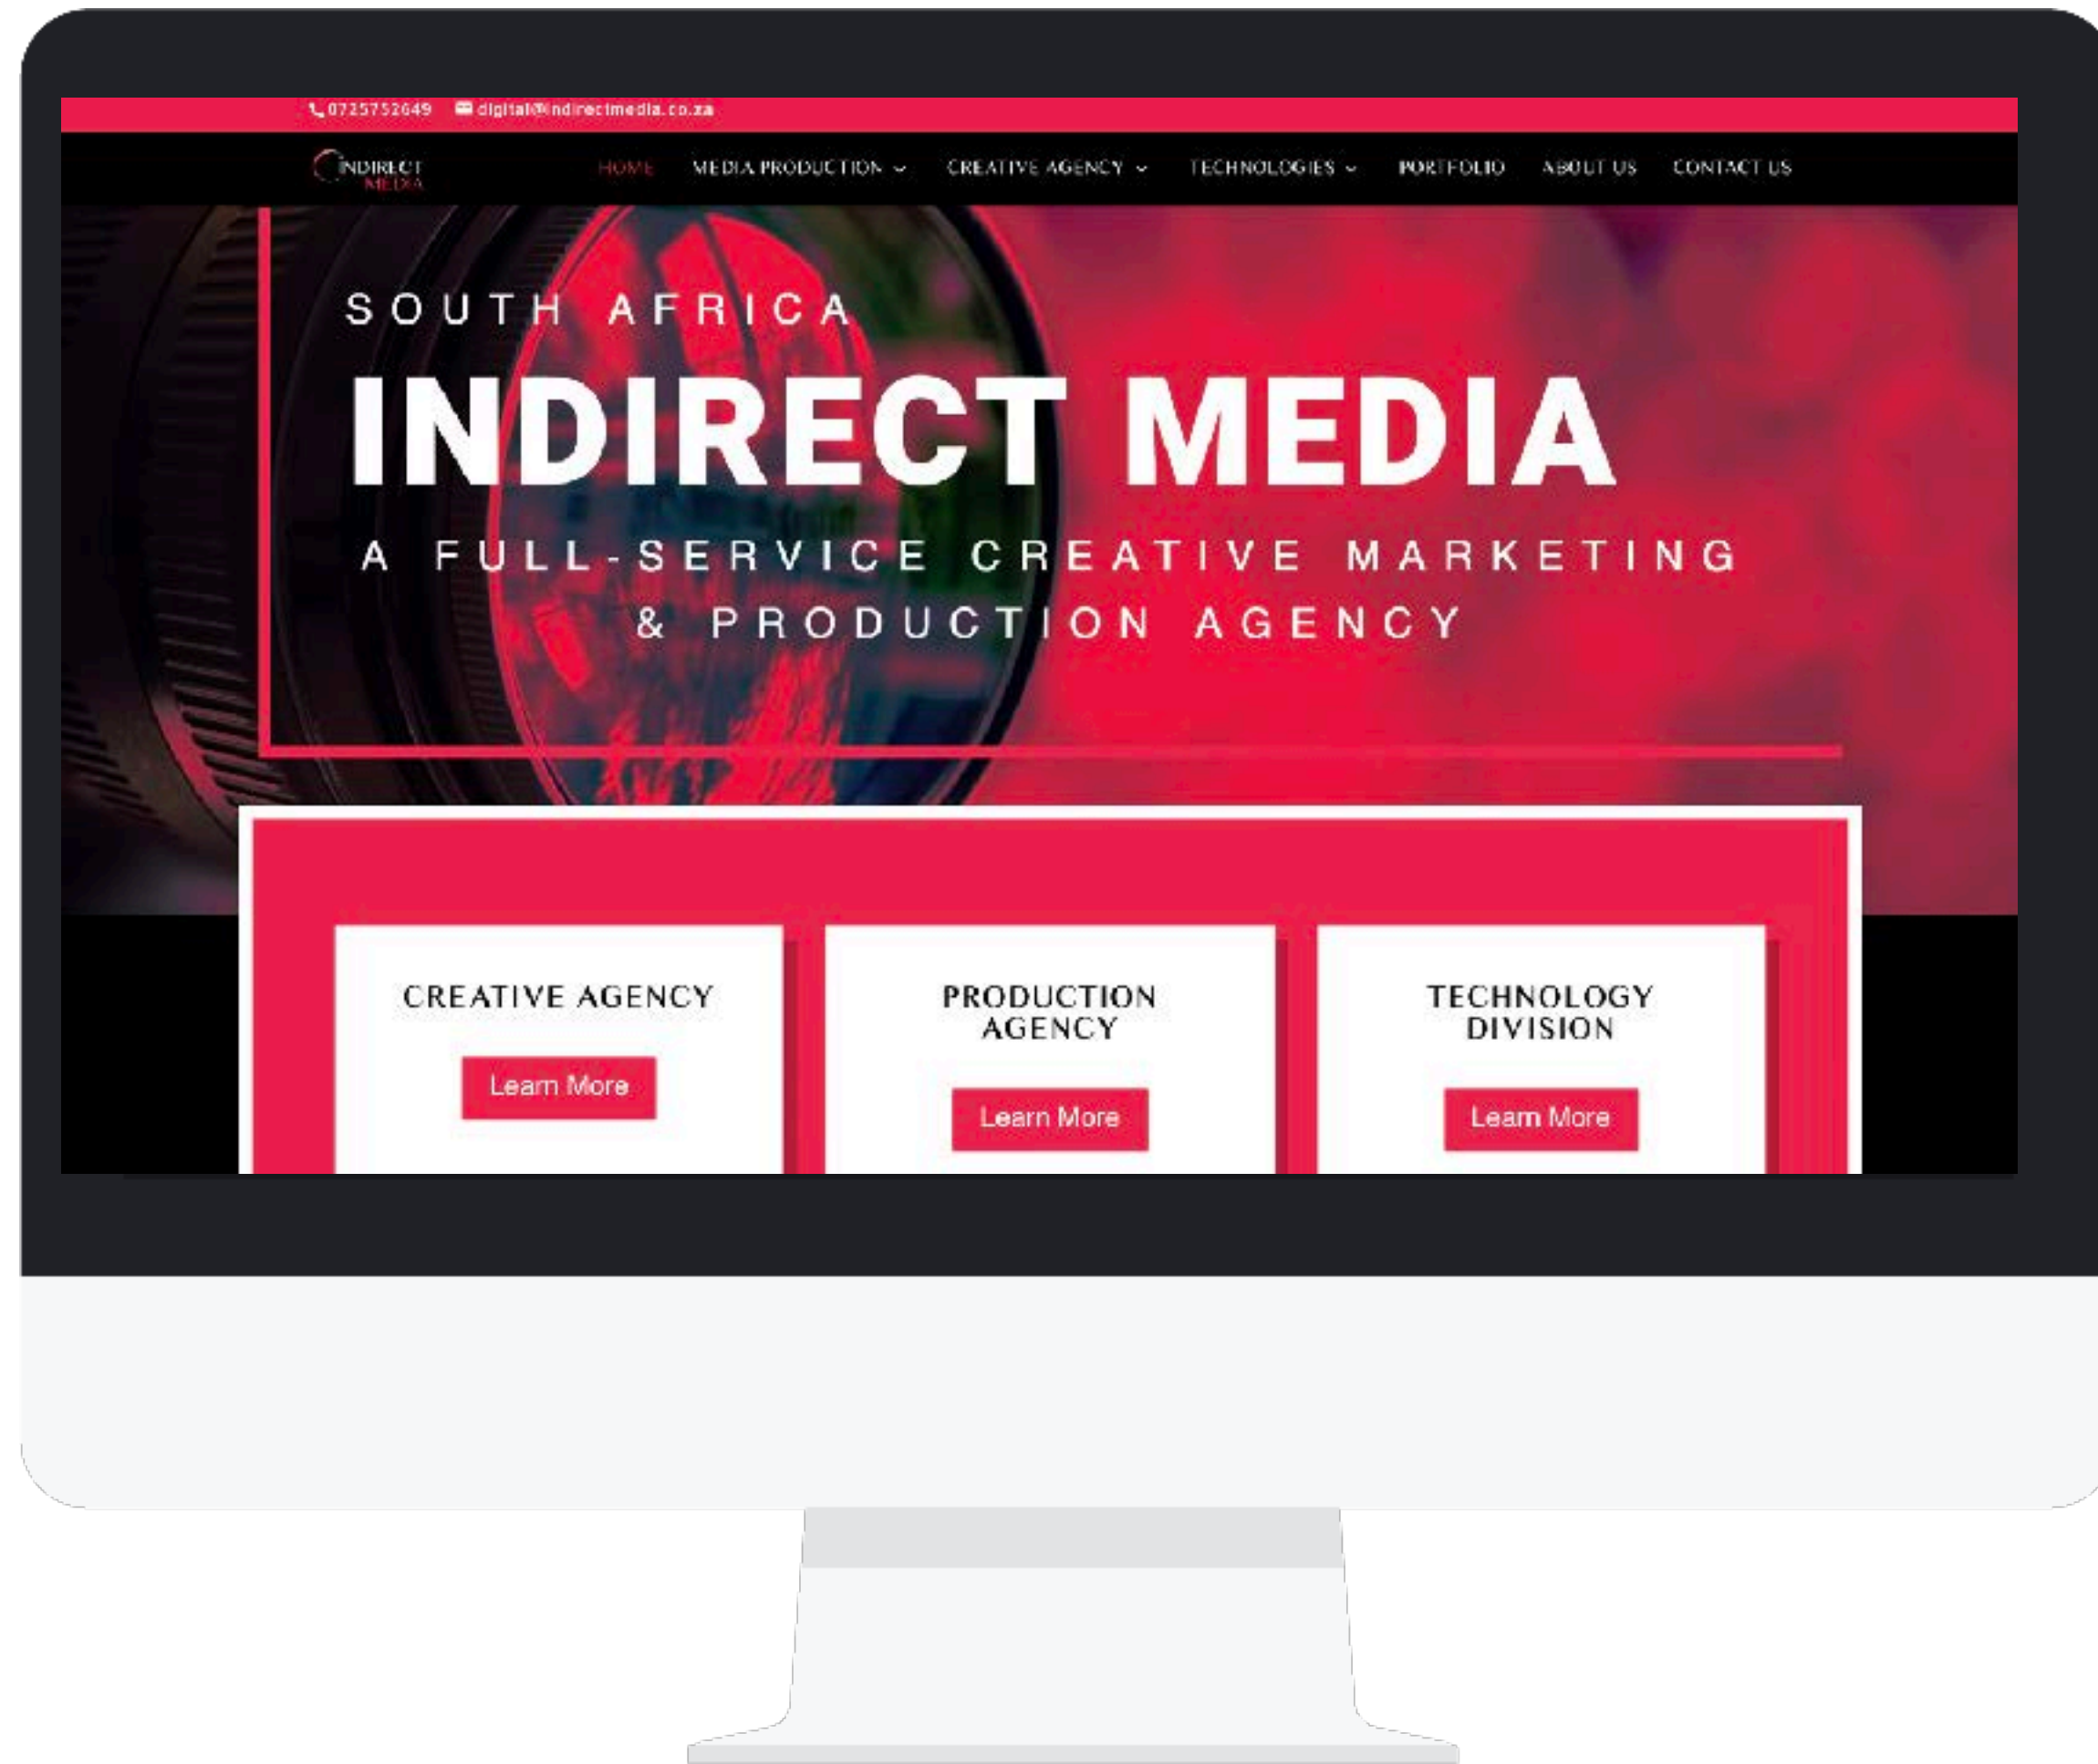 0725752649 digital@indirectmedia.co.za
INDIRECT
MEDIA
HOME MEDIA PRODUCTION CREATIVE AGENCY TECHNOLOGIES PORTFOLIO ABOUT US CONTACT US
SOUTH AFRICA
INDIRECT MEDIA
A FULL-SERVICE CREATIVE MARKETING
& PRODUCTION AGENCY
CREATIVE AGENCY
Learn More
PRODUCTION
AGENCY
Learn More
TECHNOLOGY
DIVISION
Learn More